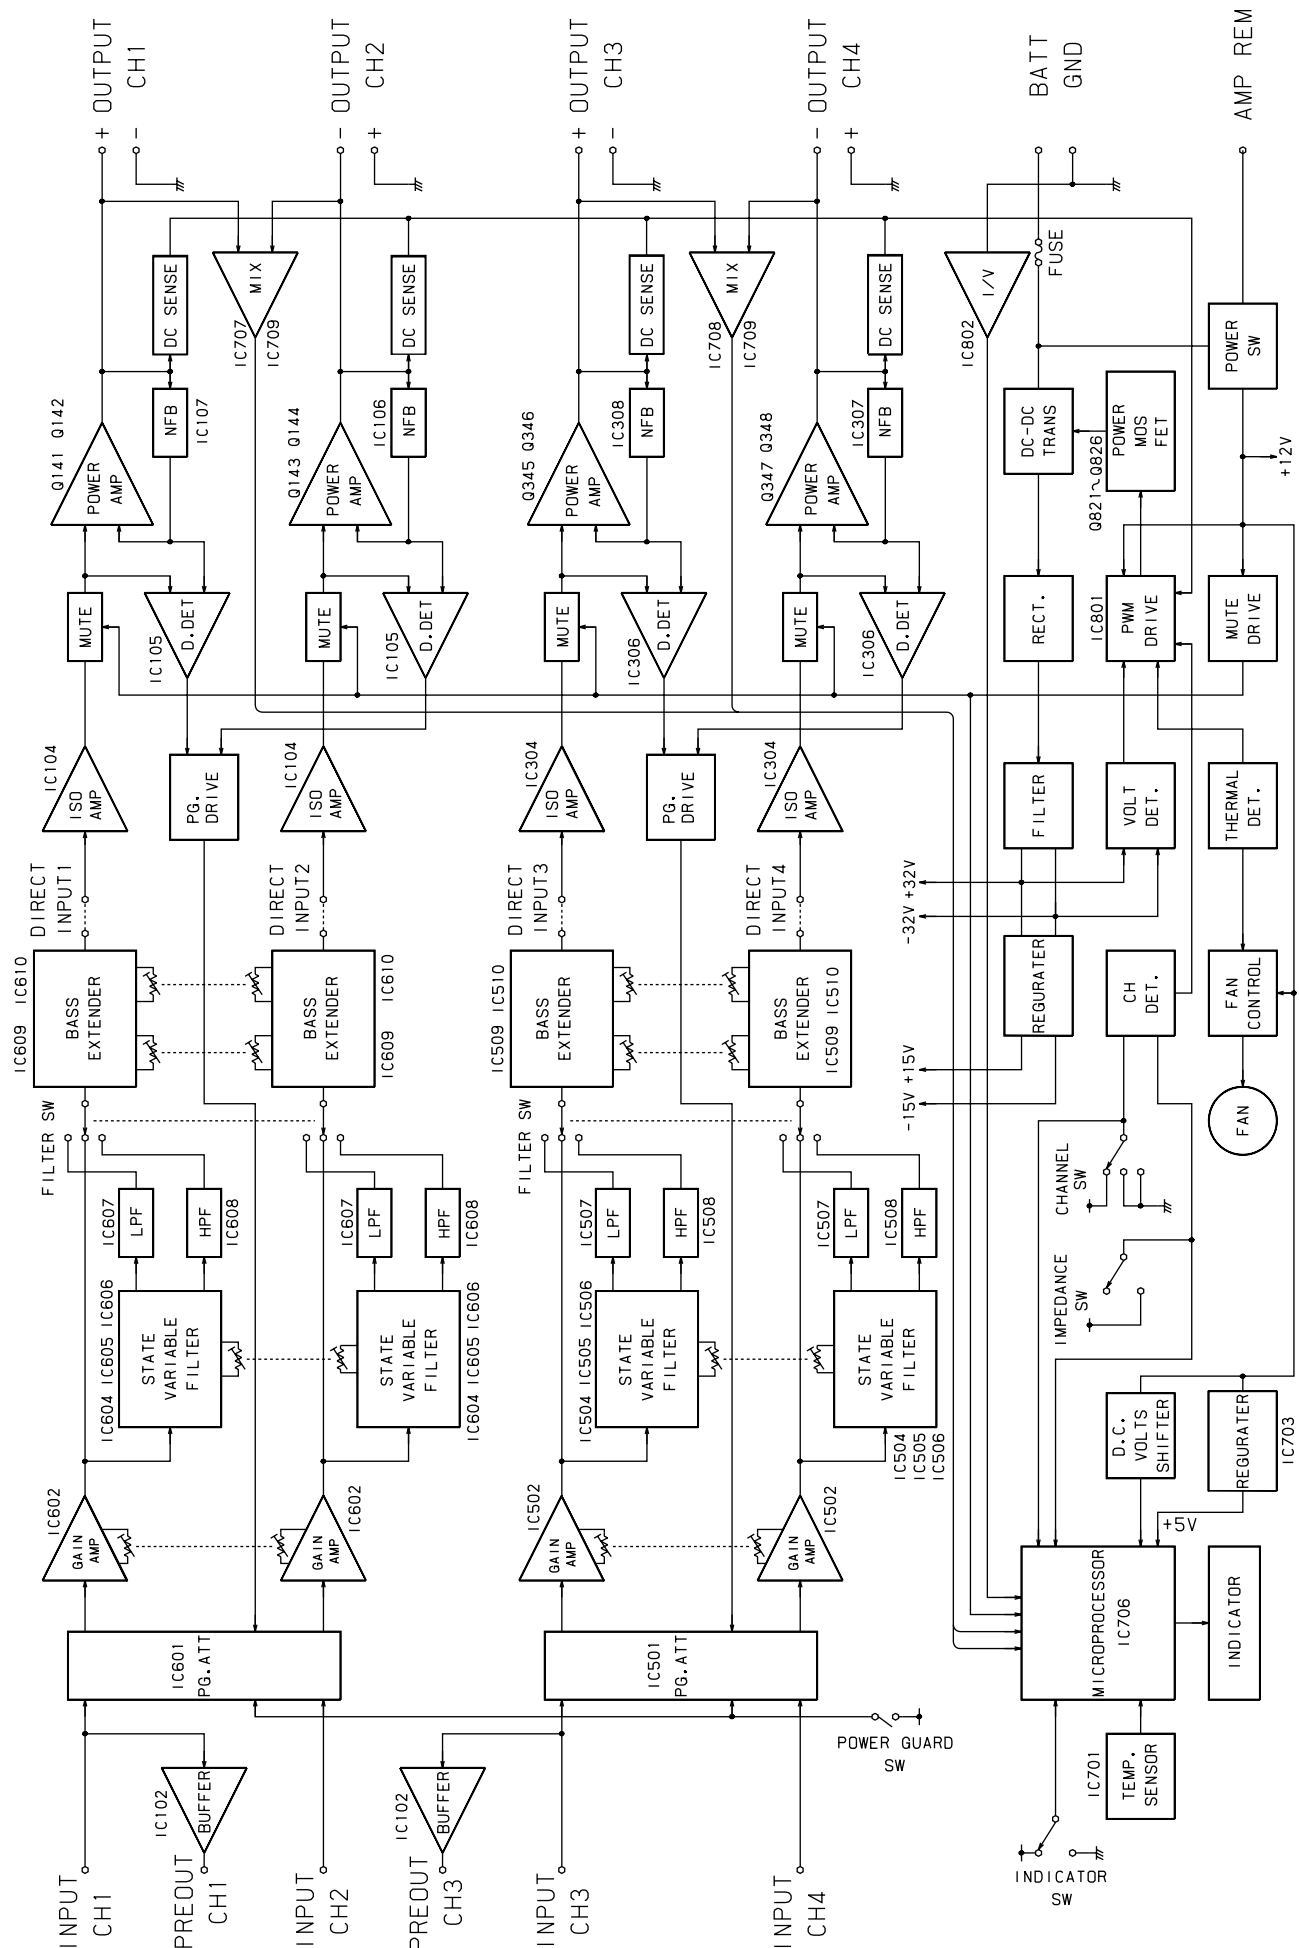 + OUTPUT
CH1
-
- OUTPUT
CH2
+
+ OUTPUT
CH3
-
- OUTPUT
CH4
+
BATT
GND
AMP REM
FUSE
Q141 Q142
POWER
AMP
DC SENSE
NFB
IC107
MIX
IC707
IC709
Q143 Q144
POWER
AMP
DC SENSE
NFB
IC106
Q345 Q346
POWER
AMP
DC SENSE
NFB
IC308
MIX
IC708
IC709
Q347 Q348
POWER
AMP
DC SENSE
NFB
IC307
I/V
IC802
POWER
SW
DC-DC
TRANS
POWER
MOS
FET
Q821~Q826
+12V
MUTE
D.DET
IC105
MUTE
D.DET
IC105
MUTE
D.DET
IC306
MUTE
D.DET
IC306
RECT.
IC801
PWM
DRIVE
MUTE
DRIVE
IC104
ISO
AMP
PG.
DRIVE
IC104
ISO
AMP
IC304
ISO
AMP
PG.
DRIVE
IC304
ISO
AMP
FILTER
VOLT
DET.
THERMAL
DET.
DIRECT
INPUT1
DIRECT
INPUT2
DIRECT
INPUT3
DIRECT
INPUT4
-32V +32V
IC609 IC610
BASS
EXTENDER
IC609 IC610
BASS
EXTENDER
IC509 IC510
BASS
EXTENDER
IC509 IC510
BASS
EXTENDER
REGURATER
CH
DET.
FAN
CONTROL
-15V +15V
FAN
FILTER SW
FILTER SW
IC607
LPF
HPF
IC608
IC607
LPF
HPF
IC608
IC507
LPF
HPF
IC508
IC507
LPF
IC508
HPF
CHANNEL
SW
IMPEDANCE
SW
IC604 IC605 IC606
STATE
VARIABLE
FILTER
IC604 IC605 IC606
STATE
VARIABLE
FILTER
IC504 IC505 IC506
STATE
VARIABLE
FILTER
IC504
IC505
IC506
STATE
VARIABLE
FILTER
D.C.
VOLTS
SHIFTER
REGURATER
IC703
+5V
IC602
GAIN
AMP
IC602
GAIN
AMP
IC502
GAIN
AMP
IC502
GAIN
AMP
IC601
PG.ATT
IC501
PG.ATT
MICROPROCESSOR
IC706
INDICATOR
POWER GUARD
SW
IC701
TEMP.
SENSOR
IC102
BUFFER
IC102
BUFFER
INDICATOR
SW
INPUT
CH1
PREOUT
CH1
INPUT
CH2
PREOUT
CH3
INPUT
CH3
INPUT
CH4